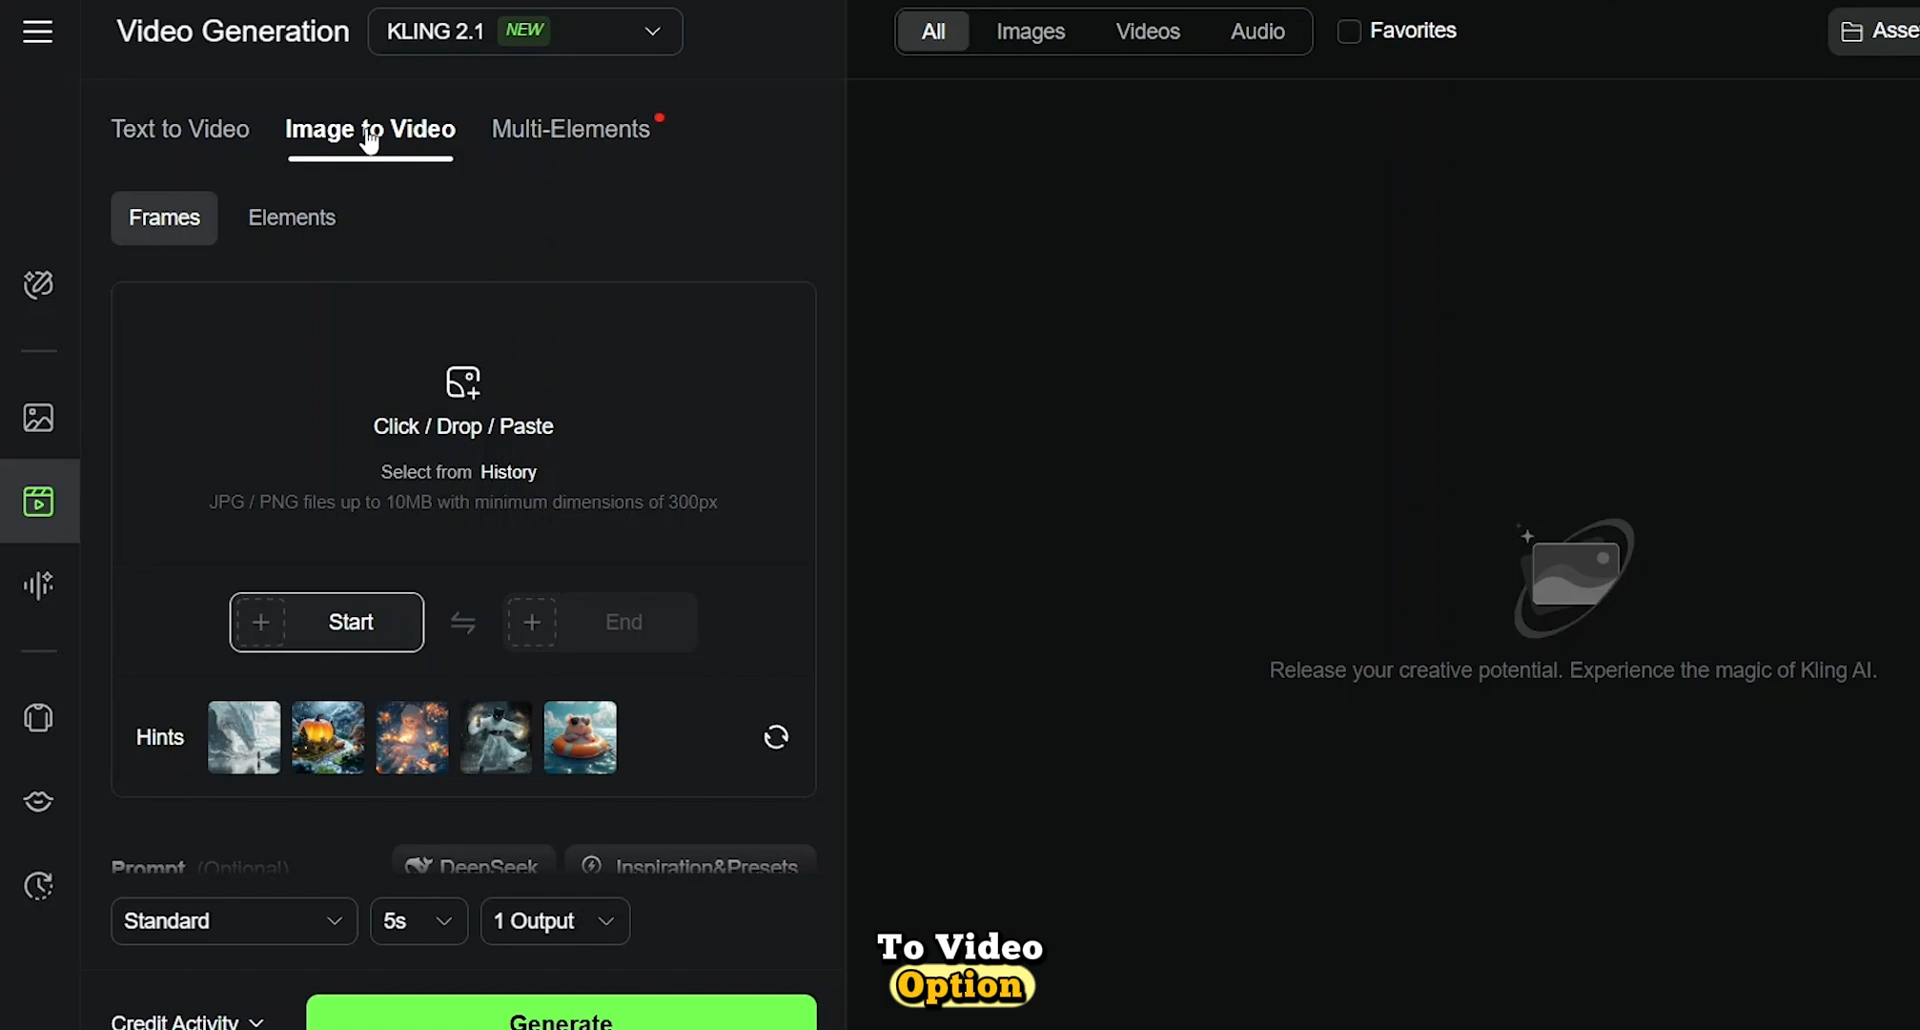 Video Generation
KLING 2.1 NEW
All Images Videos Audio
Favorites
Asse
Text to Video
Image to Video
Multi-Elements
Frames
Elements
Click / Drop / Paste
Select from History
JPG / PNG files up to 10MB with minimum dimensions of 300px
Start
End
Hints
Release your creative potential. Experience the magic of Kling AI.
Prompt (Optional)
DeepSeek
Inspiration&Presets
Standard
5s
1 Output
To Video
Option
Credit Activity
Generate